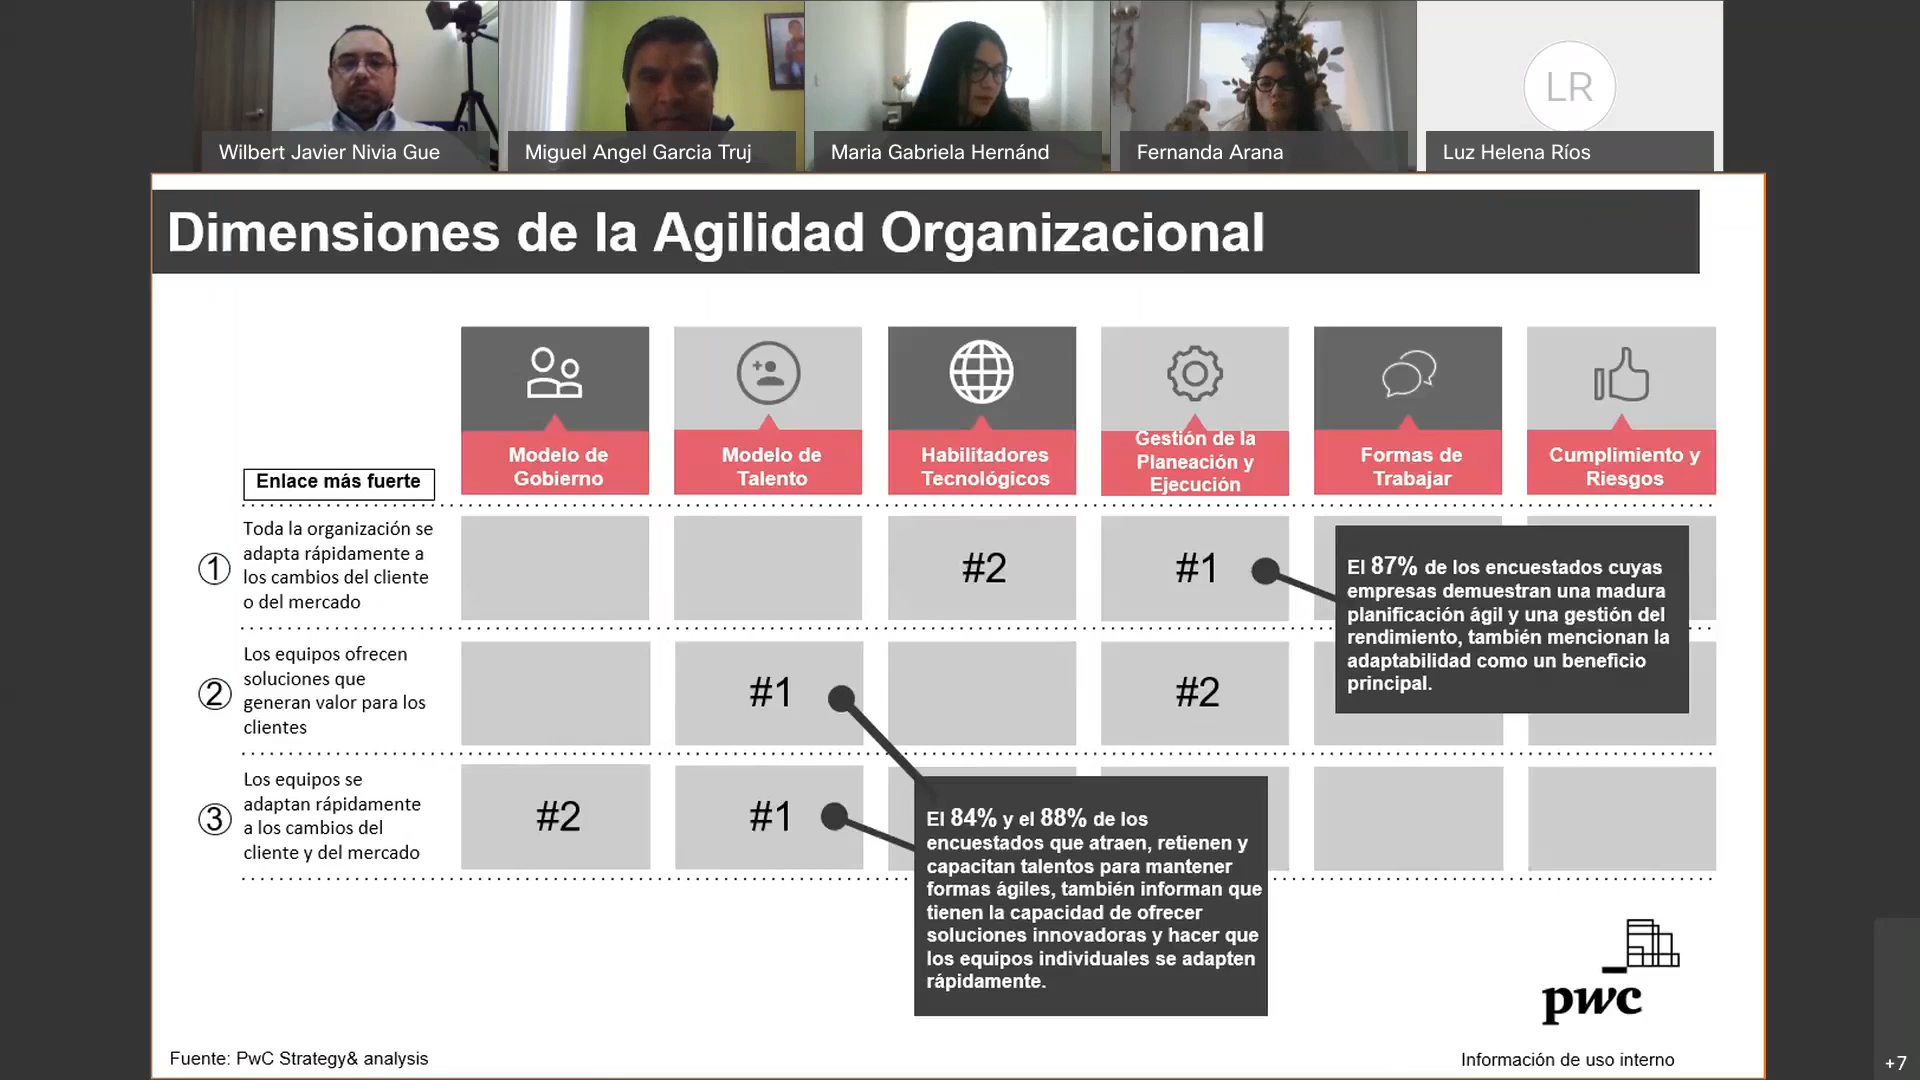 LR
Wilbert Javier Nivia Gue
Miguel Angel Garcia Truj
Maria Gabriela Hernánd
Fernanda Arana
Luz Helena Ríos
Dimensiones de la Agilidad Organizacional
Modelo de
Gobierno
Modelo de
Talento
Habilitadores
Tecnológicos
Gestión de la
Planeación y
Ejecución
Formas de
Trabajar
Cumplimiento y
Riesgos
Enlace más fuerte
1
Toda la organización se
adapta rápidamente a
los cambios del cliente
o del mercado
#2
#1
El 87% de los encuestados cuyas
empresas demuestran una madura
planificación ágil y una gestión del
rendimiento, también mencionan la
adaptabilidad como un beneficio
principal.
2
Los equipos ofrecen
soluciones que
generan valor para los
clientes
#1
#2
3
Los equipos se
adaptan rápidamente
a los cambios del
cliente y del mercado
#2
#1
El 84% y el 88% de los
encuestados que atraen, retienen y
capacitan talentos para mantener
formas ágiles, también informan que
tienen la capacidad de ofrecer
soluciones innovadoras y hacer que
los equipos individuales se adapten
rápidamente.
pwc
Fuente: PwC Strategy& analysis
Información de uso interno
+7